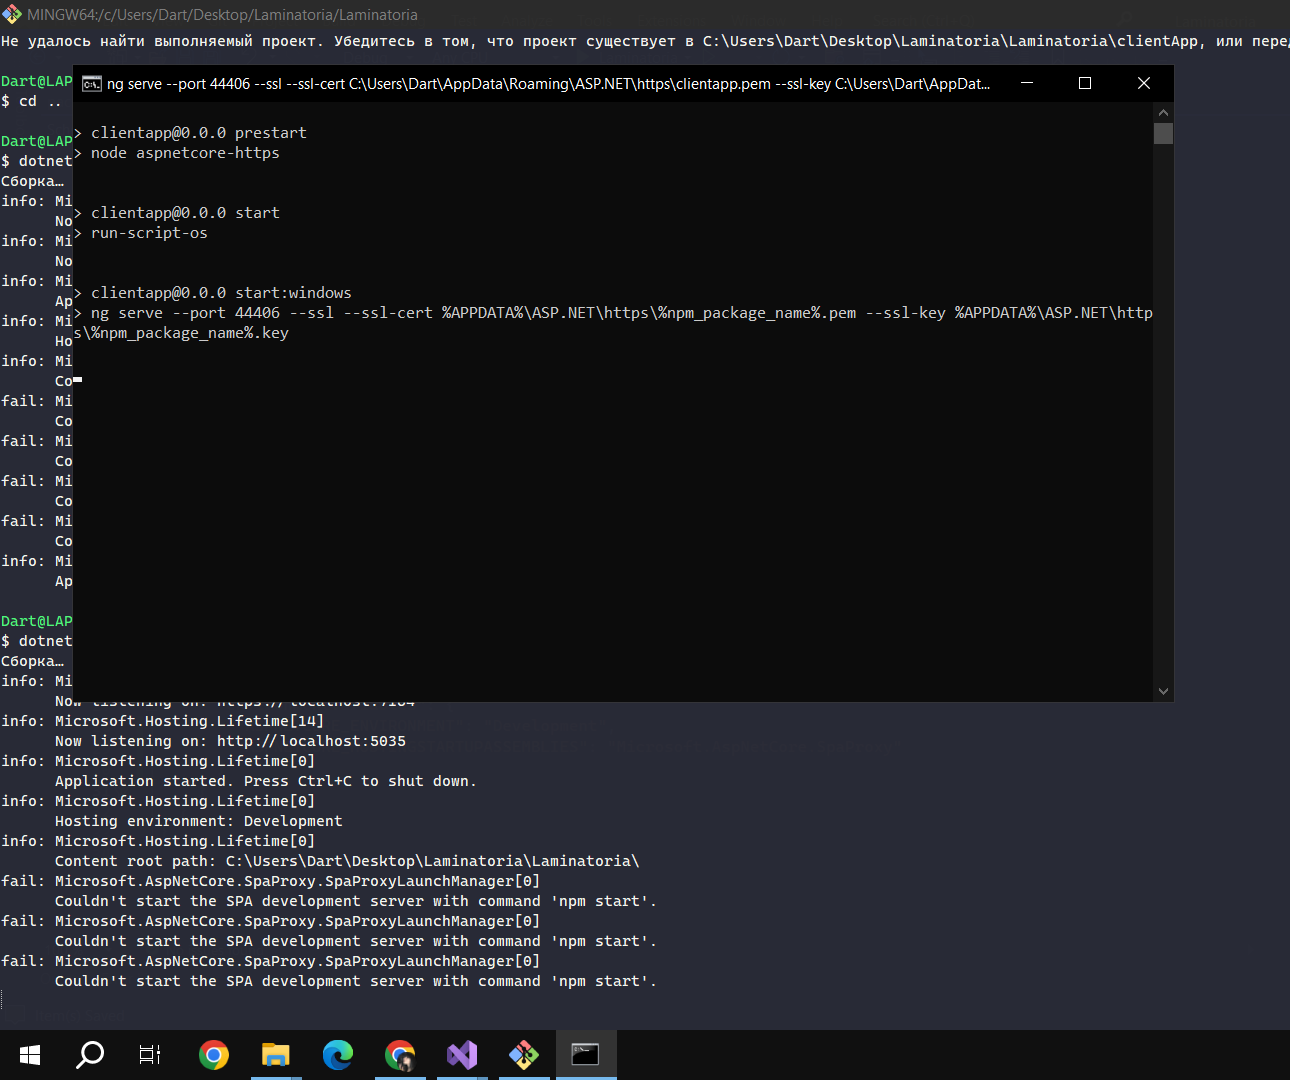 MINGW64:/c/Users/Dart/Desktop/Laminatoria/Laminatoria
Не удалось найти выполняемый проект. Убедитесь в том, что проект существует в C:\Users\Dart\Desktop\Laminatoria\Laminatoria\clientApp, или
Dart@LAP
$ cd ..
Dart@LAP
$ dotnet
Сборка…
info: Mi
No
info: Mi
No
info: Mi
Ap
info: Mi
Ho
info: Mi
Co
fail: Mi
Co
fail: Mi
Co
fail: Mi
Co
fail: Mi
Co
info: Mi
Ap
Dart@LAP
$ dotnet
Сборка…
info: Mi
ng serve --port 44406 --ssl --ssl-cert C:\Users\Dart\AppData\Roaming\ASP.NET\https\clientapp.pem --ssl-key C:\Users\Dart\AppDat...
> clientapp@0.0.0 prestart
> node aspnetcore-https
> clientapp@0.0.0 start
> run-script-os
> clientapp@0.0.0 start:windows
> ng serve --port 44406 --ssl --ssl-cert %APPDATA%\ASP.NET\https\%npm_package_name%.pem --ssl-key %APPDATA%\ASP.NET\http
s\%npm_package_name%.key
Now listening on: https://localhost:7184
info: Microsoft.Hosting.Lifetime[14]
Now listening on: http://localhost:5035
info: Microsoft.Hosting.Lifetime[0]
Application started. Press Ctrl+C to shut down.
info: Microsoft.Hosting.Lifetime[0]
Hosting environment: Development
info: Microsoft.Hosting.Lifetime[0]
Content root path: C:\Users\Dart\Desktop\Laminatoria\Laminatoria\
fail: Microsoft.AspNetCore.SpaProxy.SpaProxyLaunchManager[0]
Couldn't start the SPA development server with command 'npm start'.
fail: Microsoft.AspNetCore.SpaProxy.SpaProxyLaunchManager[0]
Couldn't start the SPA development server with command 'npm start'.
fail: Microsoft.AspNetCore.SpaProxy.SpaProxyLaunchManager[0]
Couldn't start the SPA development server with command 'npm start'.